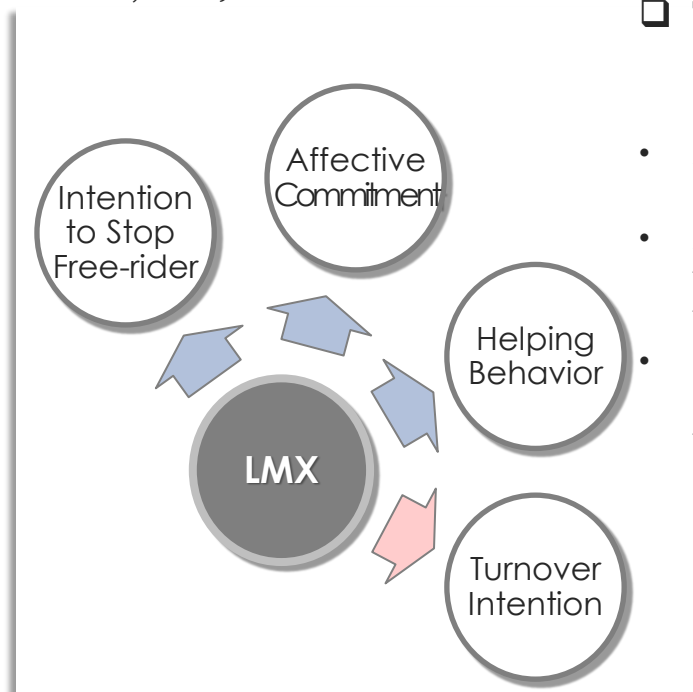 Intention
to Stop
Free-rider
Affective
Commitment
Helping
Behavior
LMX
Turnover
Intention